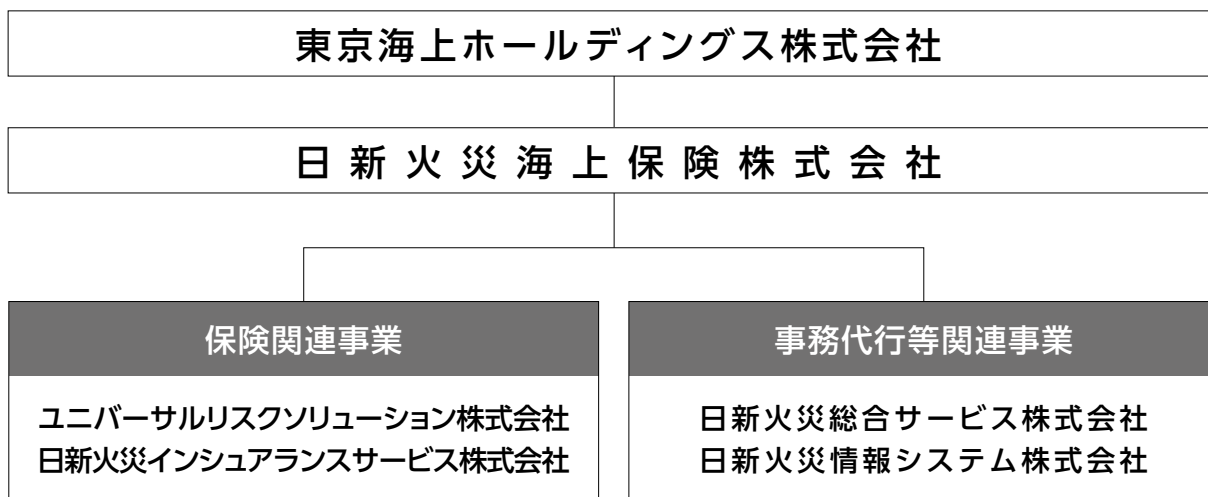 東京海上ホールディングス株式会社
日新火災海上保険株式会社
保険関連事業
ユニバーサルリスクソリューション株式会社
日新火災インシュアランスサービス株式会社
事務代行等関連事業
日新火災総合サービス株式会社
日新火災情報システム株式会社